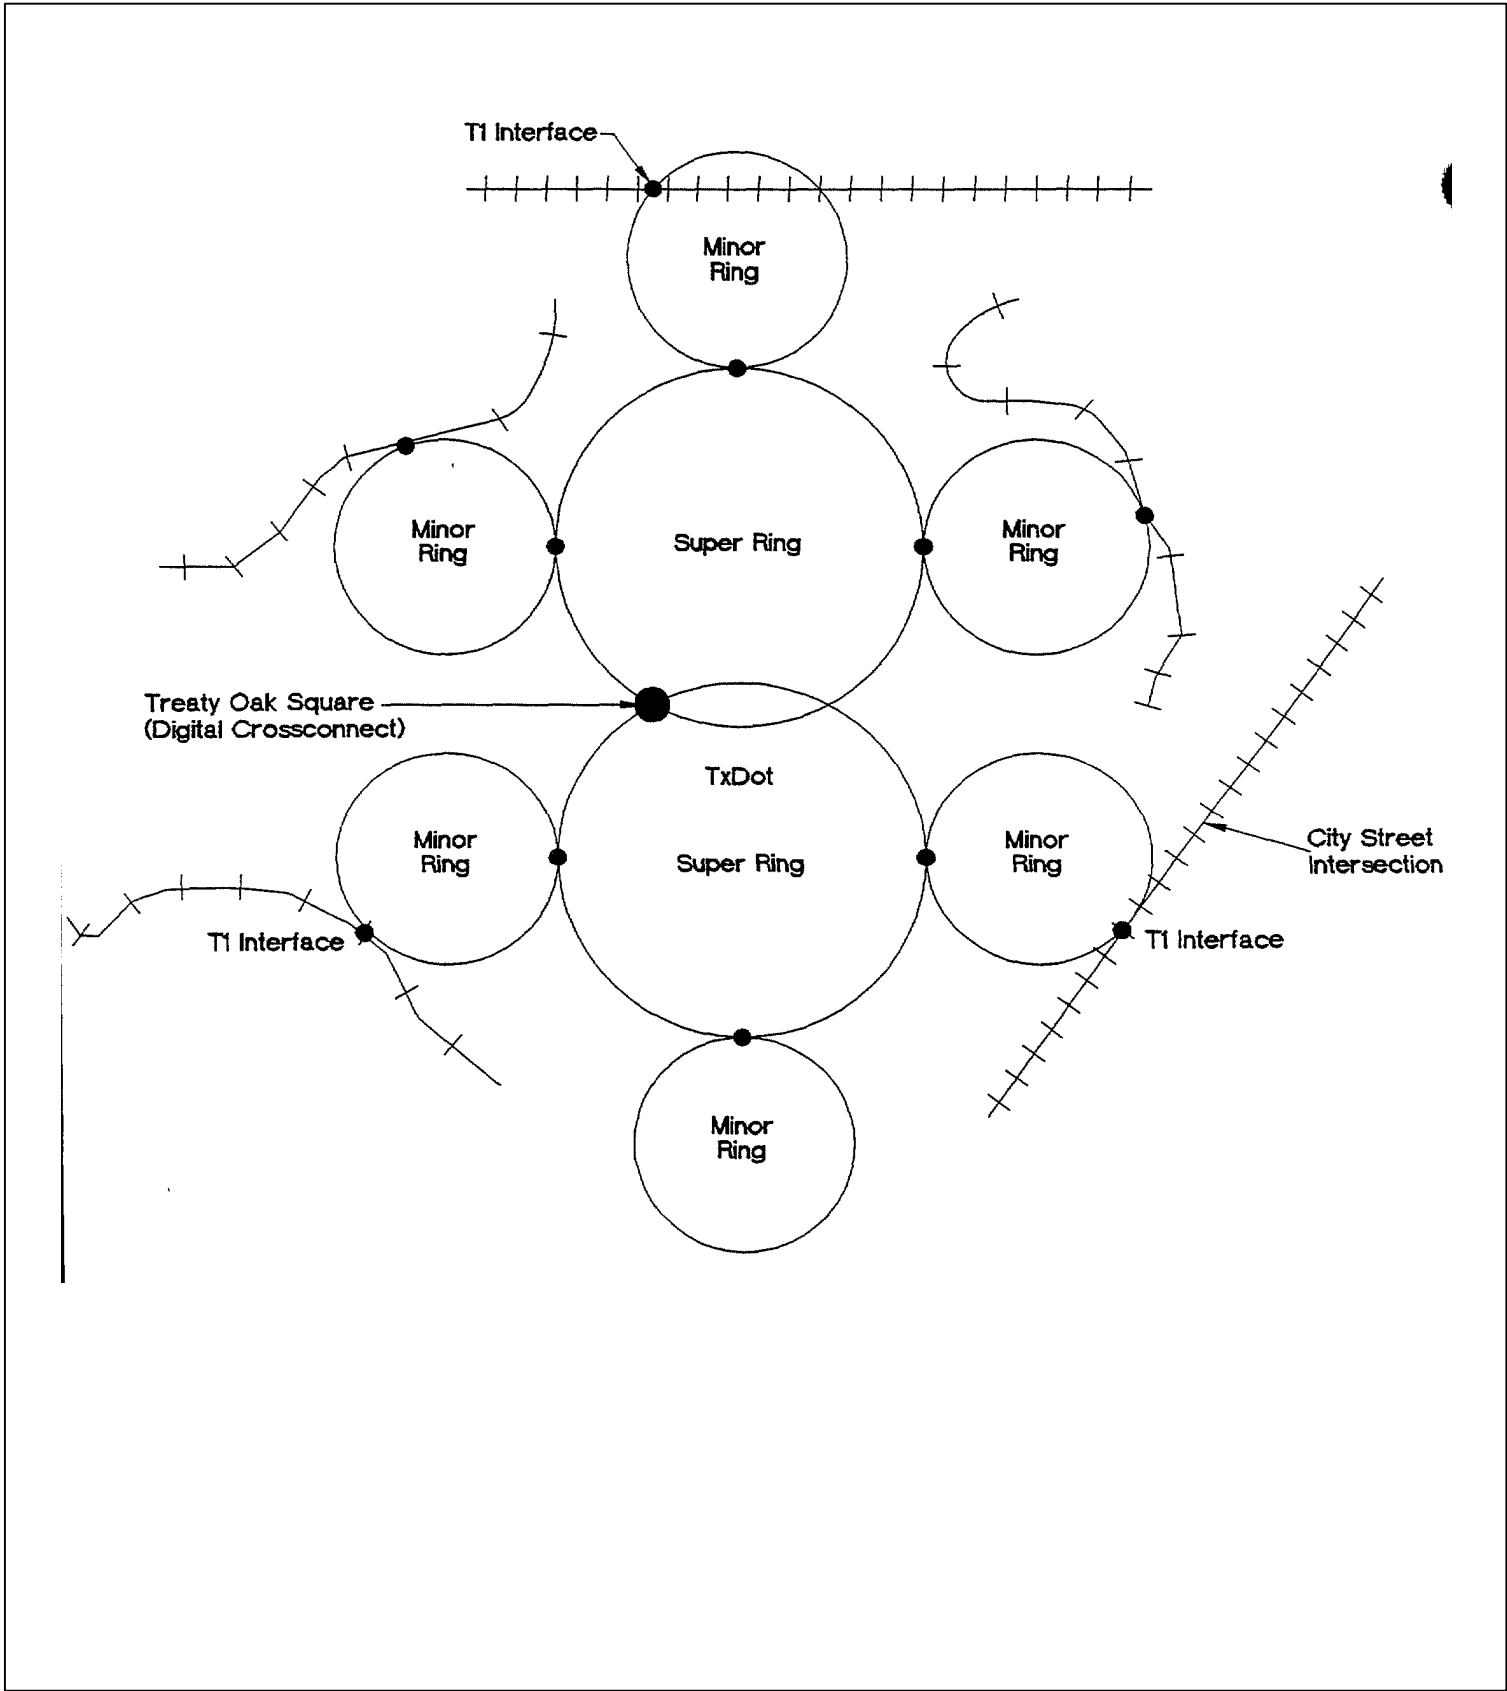 T1 Interface
Minor
Ring
Minor
Ring
Super Ring
Minor
Ring
Treaty Oak Square
(Digital Crossconnect)
TxDot
Minor
Ring
Super Ring
Minor
Ring
City Street
Intersection
T1 Interface
T1 Interface
Minor
Ring